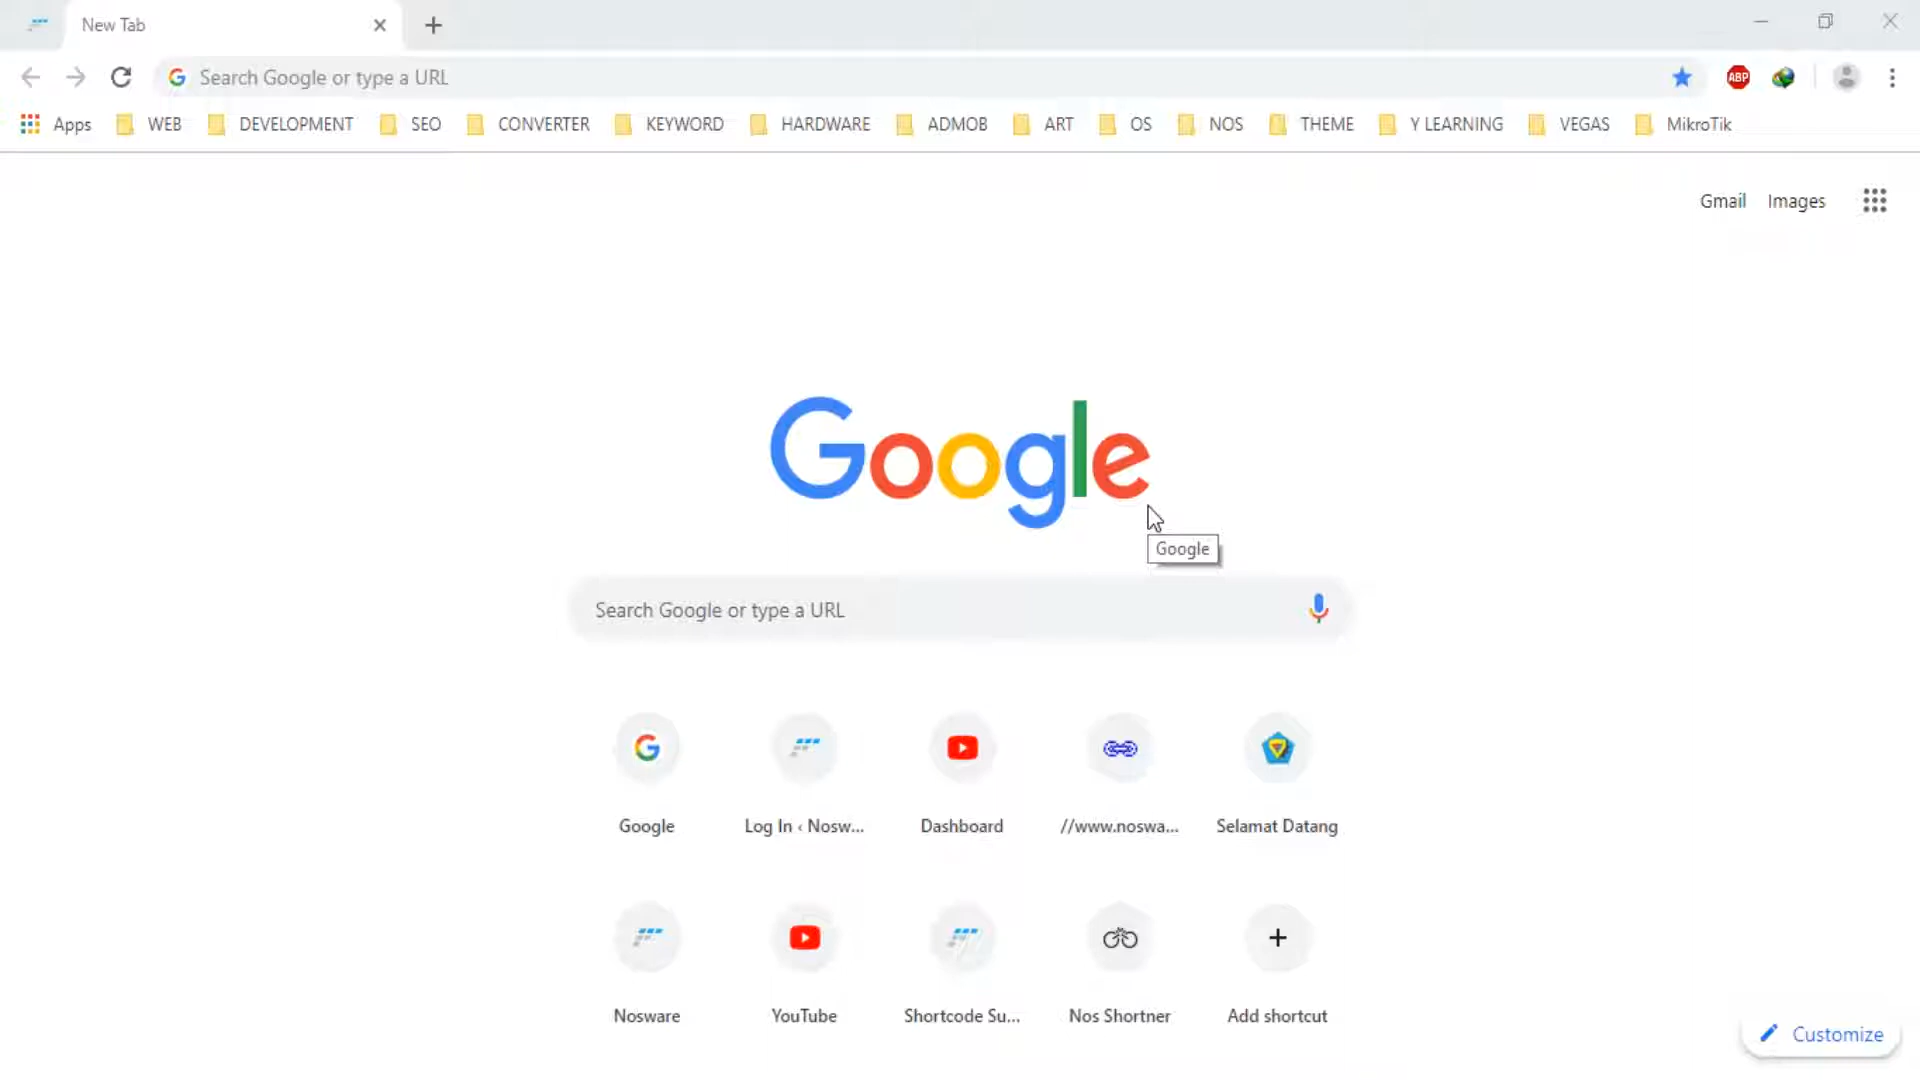 New Tab
Search Google or type a URL
ABP
Apps WEB DEVELOPMENT SEO CONVERTER KEYWORD HARDWARE ADMOB ART OS NOS THEME Y LEARNING VEGAS MikroTik
Gmail Images
Google
Google
Search Google or type a URL
Google Log In ‹ Nosw... Dashboard //www.noswa... Selamat Datang
Nosware YouTube Shortcode Su... Nos Shortner Add shortcut
Customize